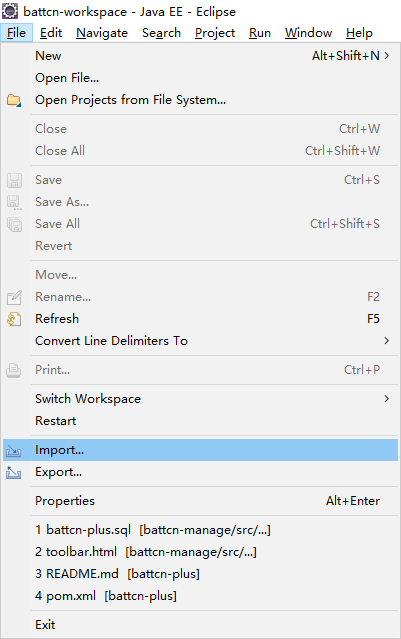 battcn-workspace - Java EE - Eclipse
File Edit Navigate Search Project Run Window Help
New Alt+Shift+N >
Open File...
Open Projects from File System...
Close Ctrl+W
Close All Ctrl+Shift+W
Save Ctrl+S
Save As...
Save All Ctrl+Shift+S
Revert
Move...
Rename... F2
Refresh F5
Convert Line Delimiters To >
Print... Ctrl+P
Switch Workspace >
Restart
Import...
Export...
Properties Alt+Enter
1 battcn-plus.sql [battcn-manage/src/...]
2 toolbar.html [battcn-manage/src/...]
3 README.md [battcn-plus]
4 pom.xml [battcn-plus]
Exit